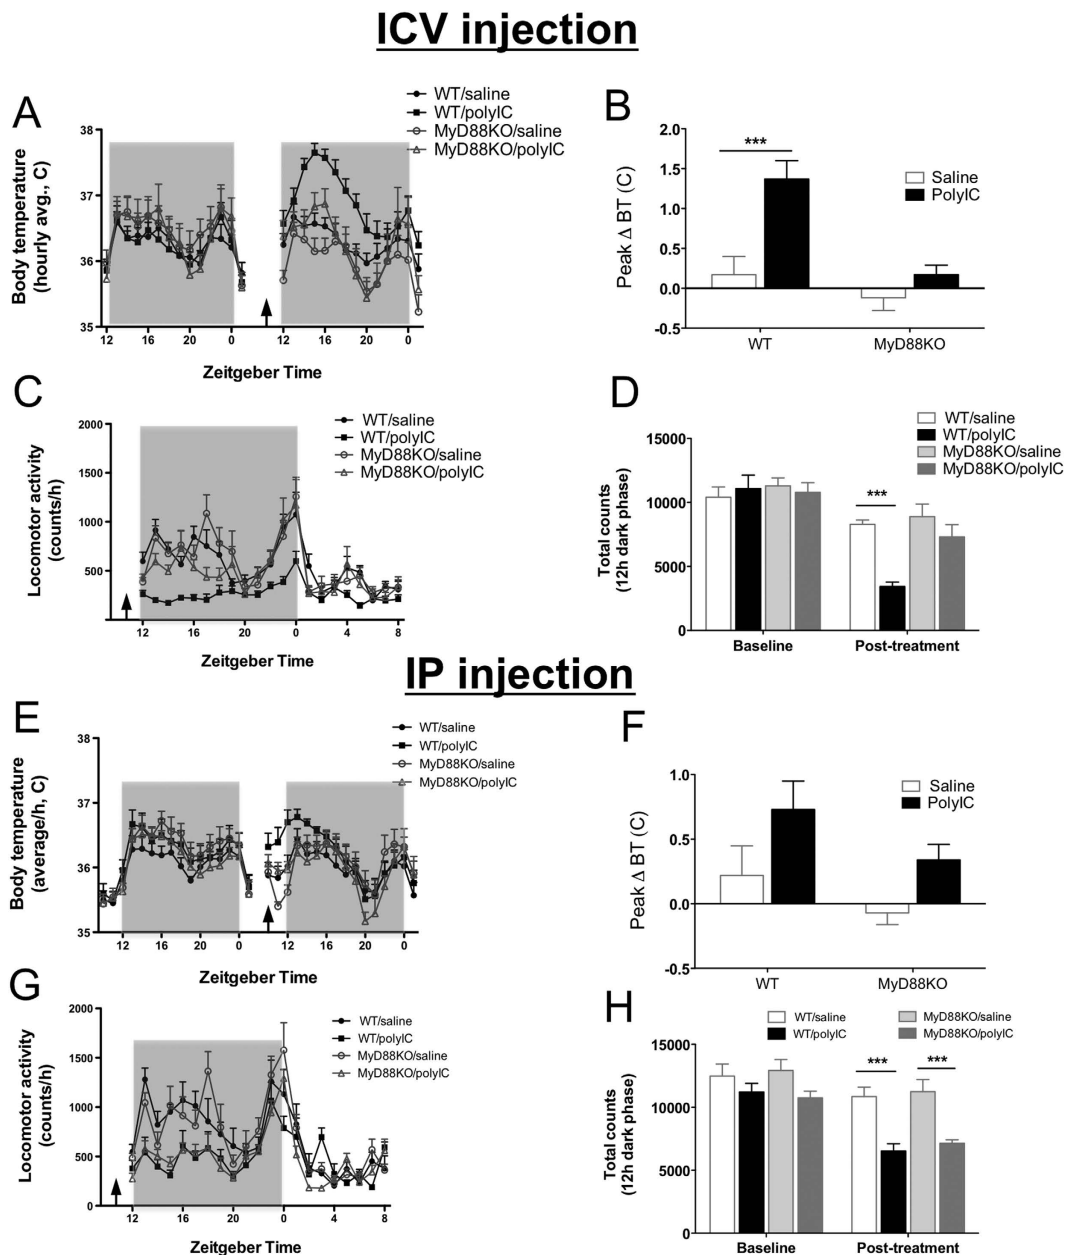 ICV injection
A
WT/saline
WT/polyIC
MyD88KO/saline
MyD88KO/polyIC
38
37
36
35
Body temperature
(hourly avg., C)
12 16 20 0 12 16 20 0
Zeitgeber Time
B
2.0
1.5
1.0
0.5
0.0
-0.5
Peak Δ BT (C)
***
Saline
PolyIC
WT MyD88KO
C
2000
1500
1000
500
Locomotor activity
(counts/h)
WT/saline
WT/polyIC
MyD88KO/saline
MyD88KO/polyIC
12 16 20 0 4 8
Zeitgeber Time
D
WT/saline
WT/polyIC
MyD88KO/saline
MyD88KO/polyIC
15000
10000
5000
0
Total counts
(12h dark phase)
***
Baseline Post-treatment
IP injection
E
WT/saline
WT/polyIC
MyD88KO/saline
MyD88KO/polyIC
38
37
36
35
Body temperature
(average/h, C)
12 16 20 0 12 16 20 0
Zeitgeber Time
F
1.0
0.5
0.0
-0.5
Peak Δ BT (C)
Saline
PolyIC
WT MyD88KO
G
2000
1500
1000
500
0
Locomotor activity
(counts/h)
WT/saline
WT/polyIC
MyD88KO/saline
MyD88KO/polyIC
12 16 20 0 4 8
Zeitgeber Time
H
WT/saline MyD88KO/saline
WT/polyIC MyD88KO/polyIC
15000
10000
5000
0
Total counts
(12h dark phase)
*** ***
Baseline Post-treatment